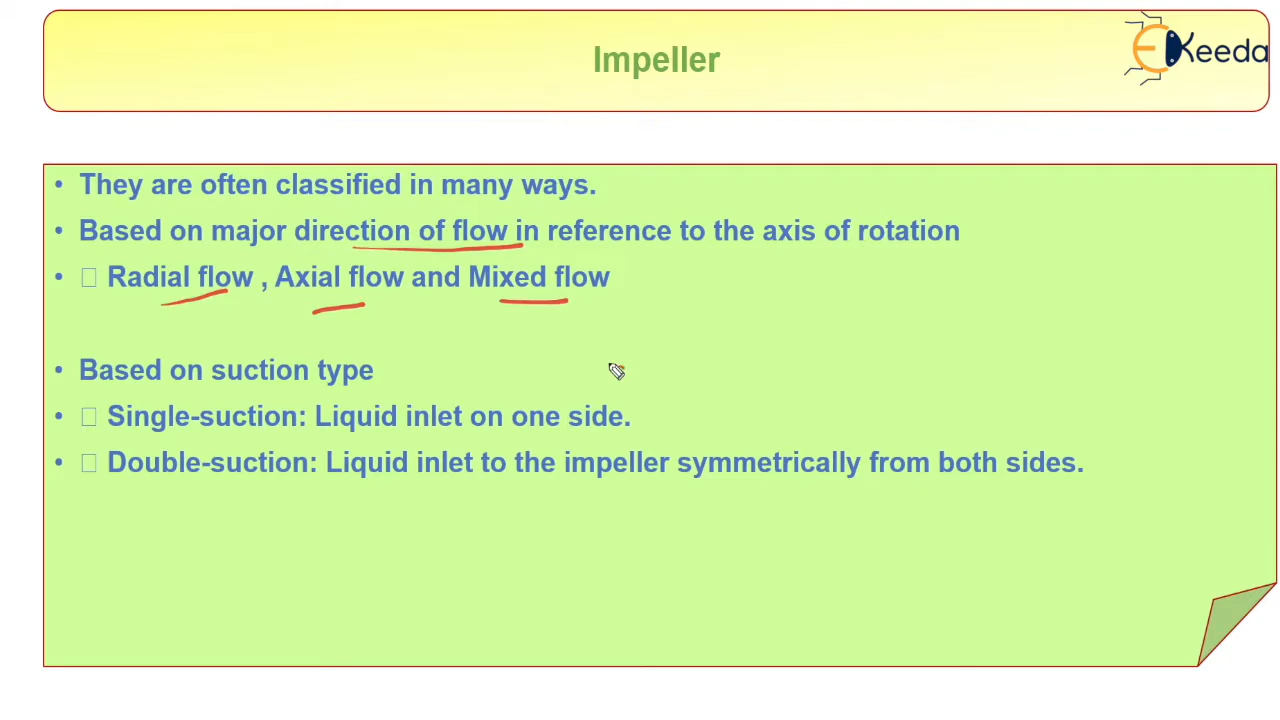 Impeller
EKeeda
• They are often classified in many ways.
• Based on major direction of flow in reference to the axis of rotation
• Radial flow , Axial flow and Mixed flow
• Based on suction type
• Single-suction: Liquid inlet on one side.
• Double-suction: Liquid inlet to the impeller symmetrically from both sides.